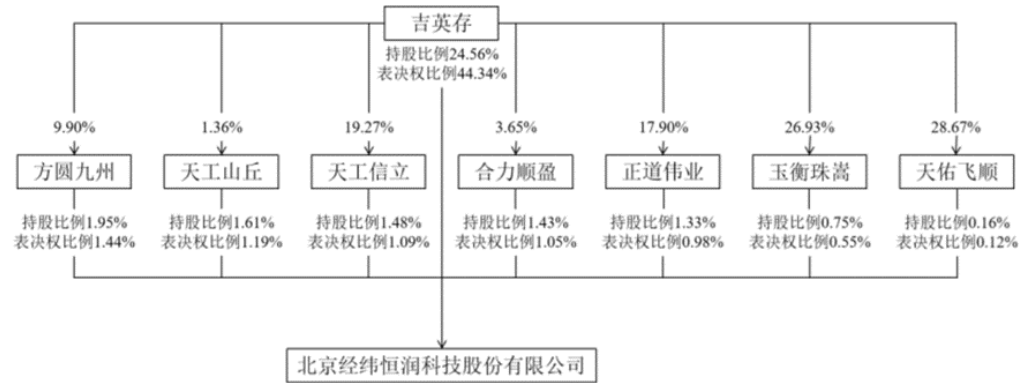 吉英存
持股比例24.56%
表决权比例44.34%
9.90%
1.36%
19.27%
3.65%
17.90%
26.93%
28.67%
方圆九州
天工山丘
天工信立
合力顺盈
正道伟业
玉衡珠嵩
天佑飞顺
持股比例1.95%
表决权比例1.44%
持股比例1.61%
表决权比例1.19%
持股比例1.48%
表决权比例1.09%
持股比例1.43%
表决权比例1.05%
持股比例1.33%
表决权比例0.98%
持股比例0.75%
表决权比例0.55%
持股比例0.16%
表决权比例0.12%
北京经纬恒润科技股份有限公司